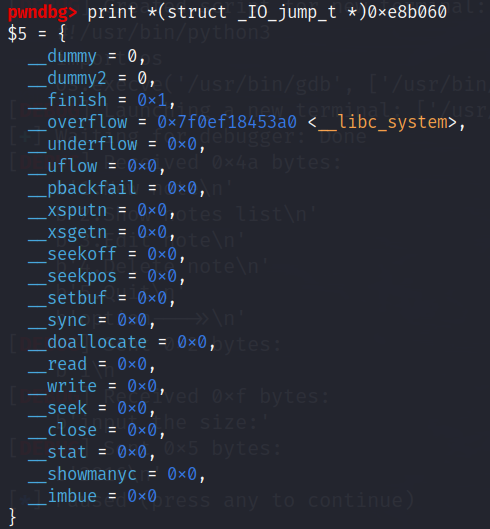 pwndbg> print *(struct _IO_jump_t *)0×e8b060
$5 = {
__dummy = 0,
__dummy2 = 0,
__finish = 0×1,
__overflow = 0×7f0ef18453a0 <__libc_system>,
__underflow = 0×0,
__uflow = 0×0,
__pbackfail = 0×0,
__xsputn = 0×0,
__xsgetn = 0×0,
__seekoff = 0×0,
__seekpos = 0×0,
__setbuf = 0×0,
__sync = 0×0,
__doallocate = 0×0,
__read = 0×0,
__write = 0×0,
__seek = 0×0,
__close = 0×0,
__stat = 0×0,
__showmanyc = 0×0,
__imbue = 0×0
}